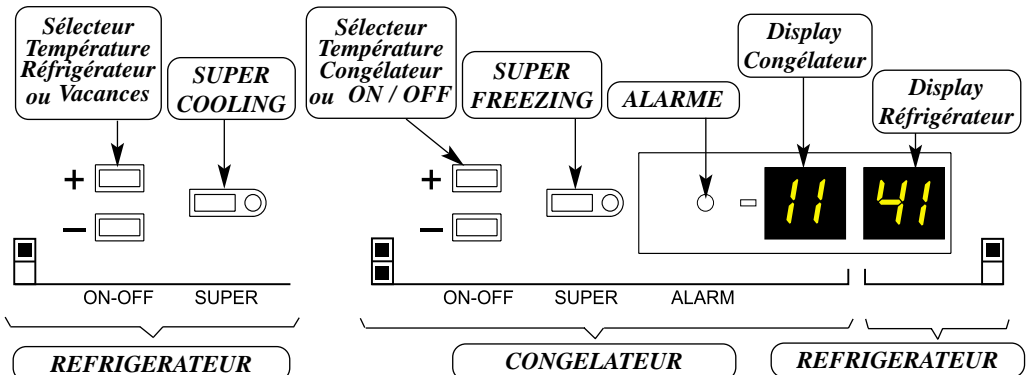 Sélecteur
Température
Réfrigérateur
ou Vacances
SUPER
COOLING
Sélecteur
Température
Congélateur
ou ON / OFF
SUPER
FREEZING
ALARME
Display
Congélateur
Display
Réfrigérateur
+
−
+
−
- 11
41
ON-OFF
SUPER
ON-OFF
SUPER
ALARM
REFRIGERATEUR
CONGELATEUR
REFRIGERATEUR